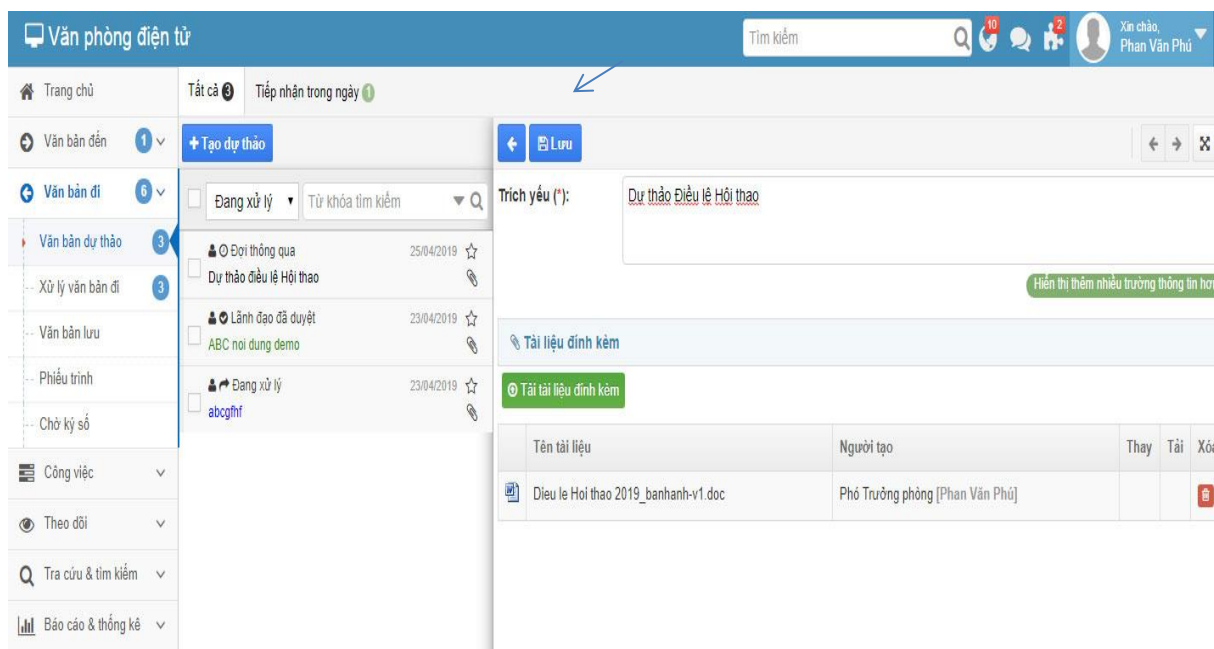 Văn phòng điện tử
Tìm kiếm
10
2
Xin chào,
Phan Văn Phú
Trang chủ
Văn bản đến 1
Văn bản đi 6
Văn bản dự thảo 3
Xử lý văn bản đi 3
Văn bản lưu
Phiếu trình
Chờ ký số
Công việc
Theo dõi
Tra cứu & tìm kiếm
Báo cáo & thống kê
Tất cả 3 Tiếp nhận trong ngày 1
+ Tạo dự thảo
Đang xử lý Từ khóa tìm kiếm
Đợi thông qua 25/04/2019
Dự thảo điều lệ Hội thao
Lãnh đạo đã duyệt 23/04/2019
ABC noi dung demo
Đang xử lý 23/04/2019
abcgfhf
Lưu
Trích yếu (*): Dự thảo Điều lệ Hội thao
Hiển thị thêm nhiều trường thông tin hơn
Tài liệu đính kèm
Tải tài liệu đính kèm
Tên tài liệu Người tạo Thay Tải Xóa
Dieu le Hoi thao 2019_banhanh-v1.doc Phó Trưởng phòng [Phan Văn Phú]